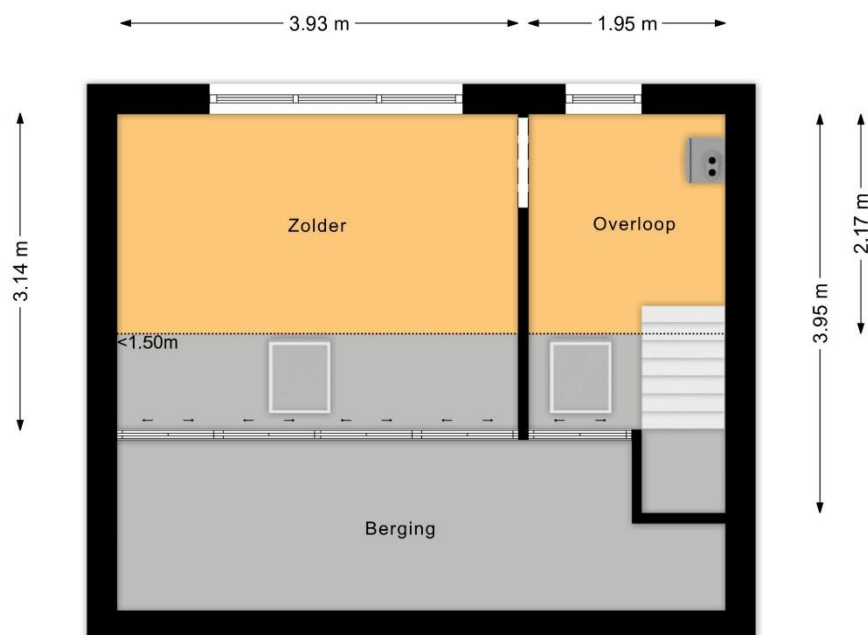 3.93 m
1.95 m
Zolder
Overloop
3.14 m
2.17 m
3.95 m
<1.50m
Berging